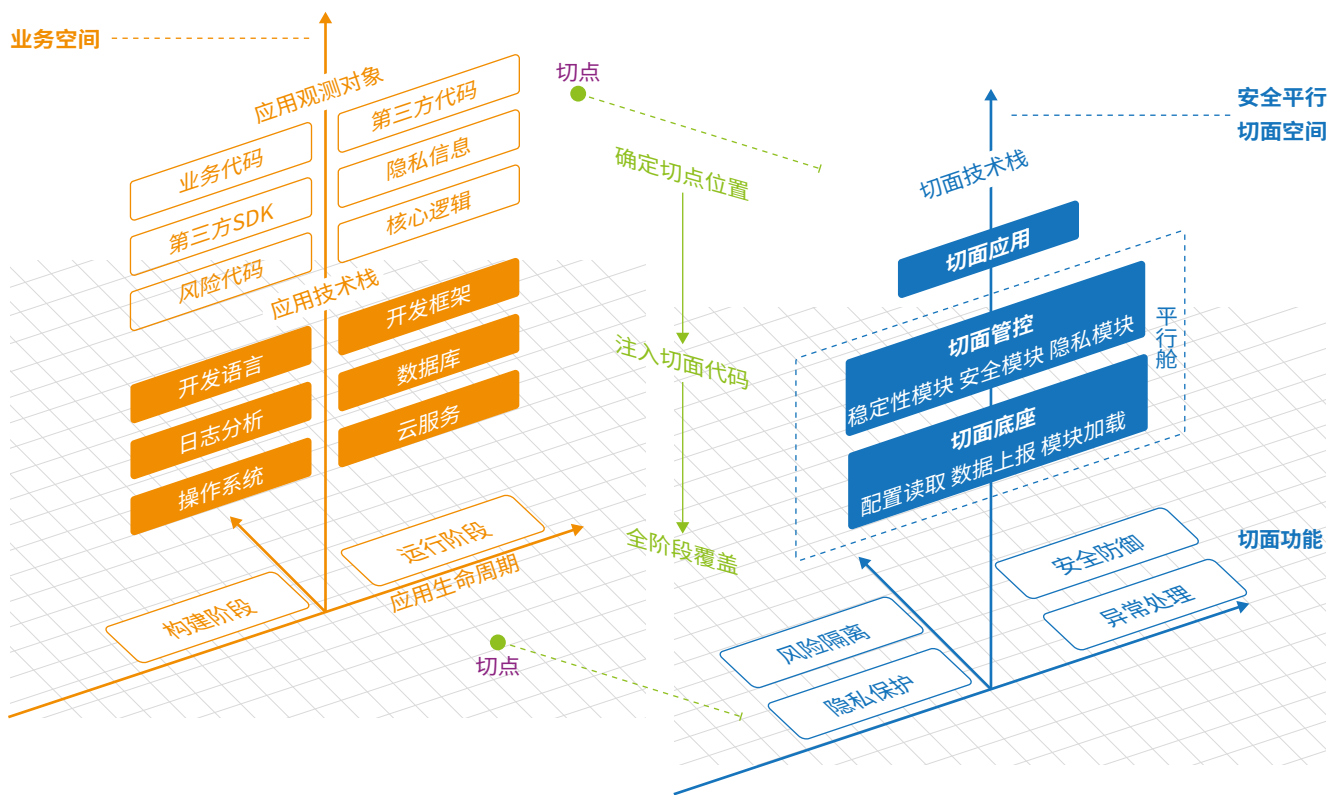 业务空间
应用观测对象
业务代码
第三方SDK
风险代码
第三方代码
隐私信息
核心逻辑
应用技术栈
开发语言
日志分析
操作系统
开发框架
数据库
云服务
构建阶段
运行阶段
应用生命周期
切点
确定切点位置
注入切面代码
全阶段覆盖
切点
安全平行
切面空间
切面技术栈
切面应用
切面管控
稳定性模块 安全模块 隐私模块
切面底座
配置读取 数据上报 模块加载
平行舱
切面功能
安全防御
异常处理
风险隔离
隐私保护